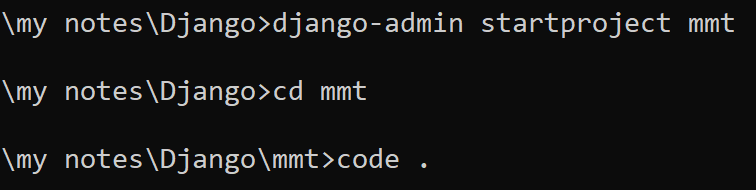 \my notes\Django>django-admin startproject mmt
\my notes\Django>cd mmt
\my notes\Django\mmt>code .